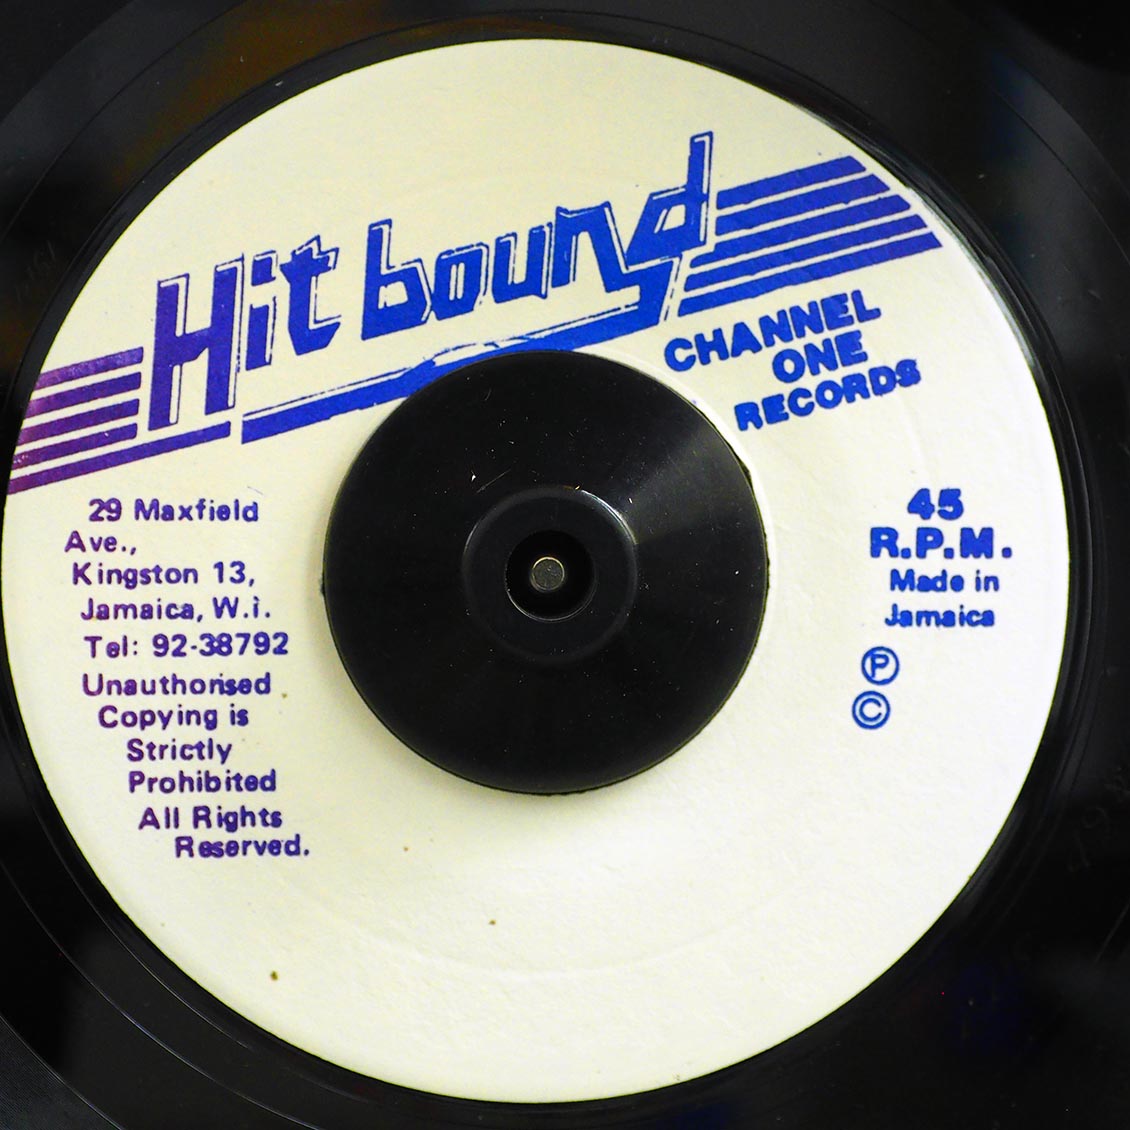 Hit bound
CHANNEL
ONE
RECORDS
29 Maxfield
Ave.,
Kingston 13,
Jamaica, W.i.
Tel: 92-38792
Unauthorised
Copying is
Strictly
Prohibited
All Rights
Reserved.
45
R.P.M.
Made in
Jamaica
Ⓟ
©